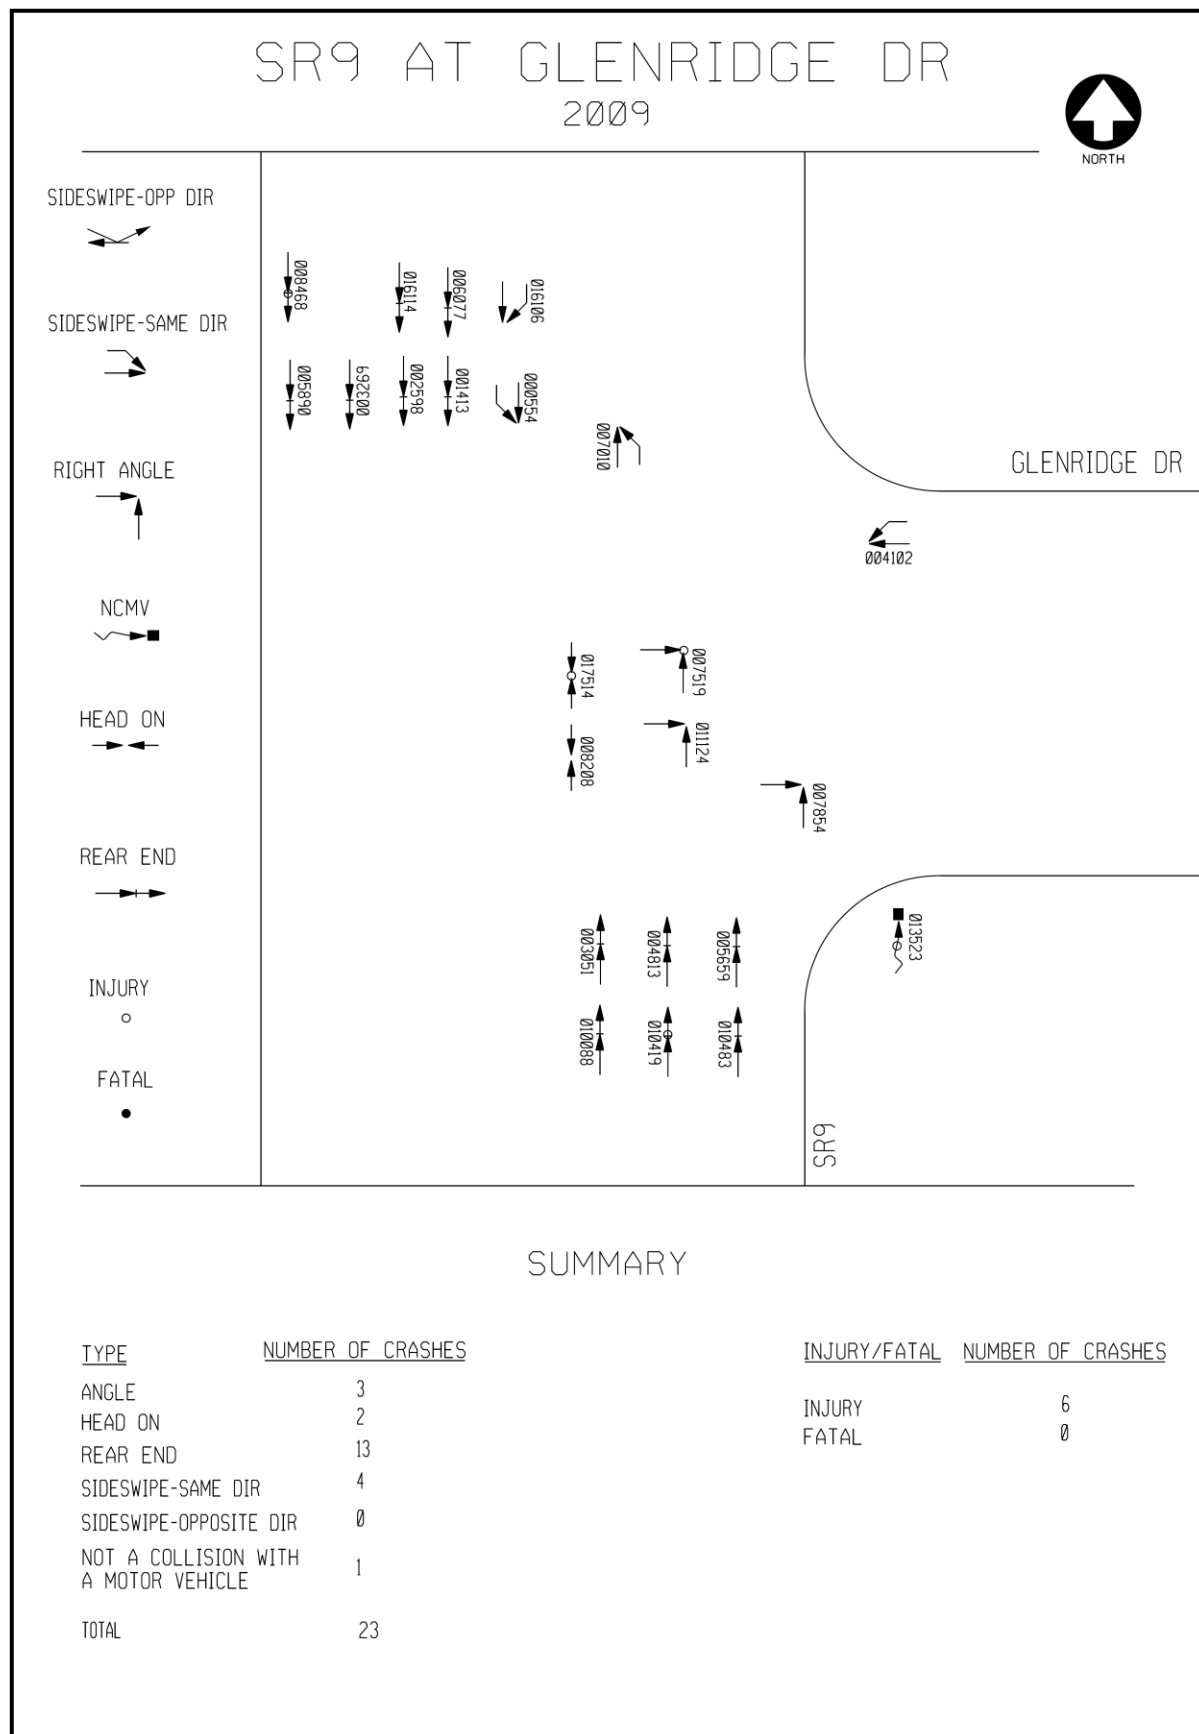 SR9 AT GLENRIDGE DR
2009
NORTH
SIDESWIPE-OPP DIR
SIDESWIPE-SAME DIR
RIGHT ANGLE
NCMV
HEAD ON
REAR END
INJURY
FATAL
008468
016114
006077
016106
005890
003269
002598
001413
000554
007010
GLENRIDGE DR
004102
017514
007519
008208
011124
007854
003051
004813
005659
013523
010088
010419
010483
SR9
SUMMARY
TYPE NUMBER OF CRASHES
ANGLE 3
HEAD ON 2
REAR END 13
SIDESWIPE-SAME DIR 4
SIDESWIPE-OPPOSITE DIR 0
NOT A COLLISION WITH
A MOTOR VEHICLE 1
TOTAL 23
INJURY/FATAL NUMBER OF CRASHES
INJURY 6
FATAL 0